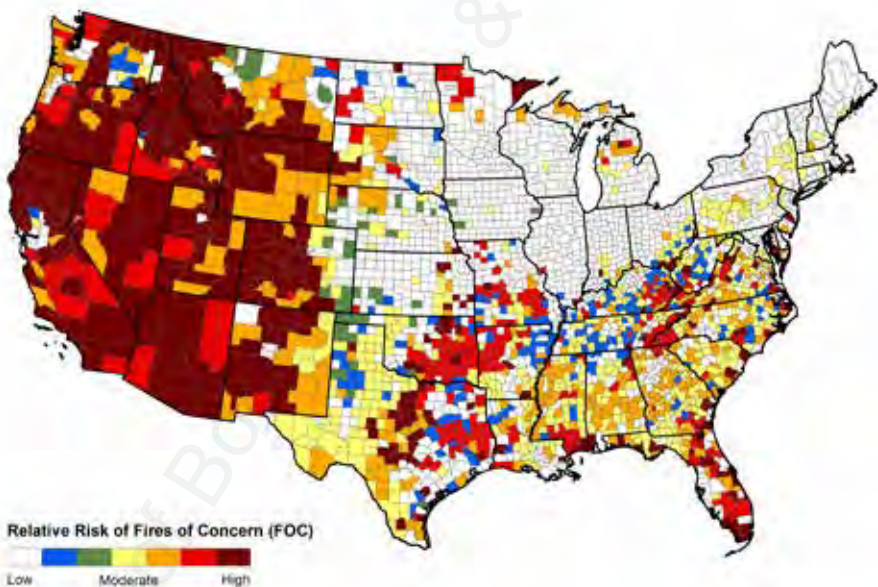 Relative Risk of Fires of Concern (FOC)
Low Moderate High